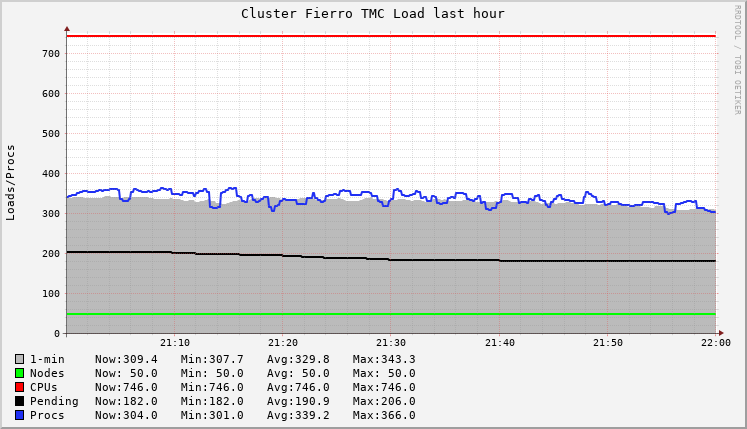 Cluster Fierro TMC Load last hour
RRDTOOL / TOBI OETIKER
Loads/Procs
700
600
500
400
300
200
100
0
21:10 21:20 21:30 21:40 21:50 22:00
1-min Now:309.4 Min:307.7 Avg:329.8 Max:343.3
Nodes Now: 50.0 Min: 50.0 Avg: 50.0 Max: 50.0
CPUs Now:746.0 Min:746.0 Avg:746.0 Max:746.0
Pending Now:182.0 Min:182.0 Avg:190.9 Max:206.0
Procs Now:304.0 Min:301.0 Avg:339.2 Max:366.0